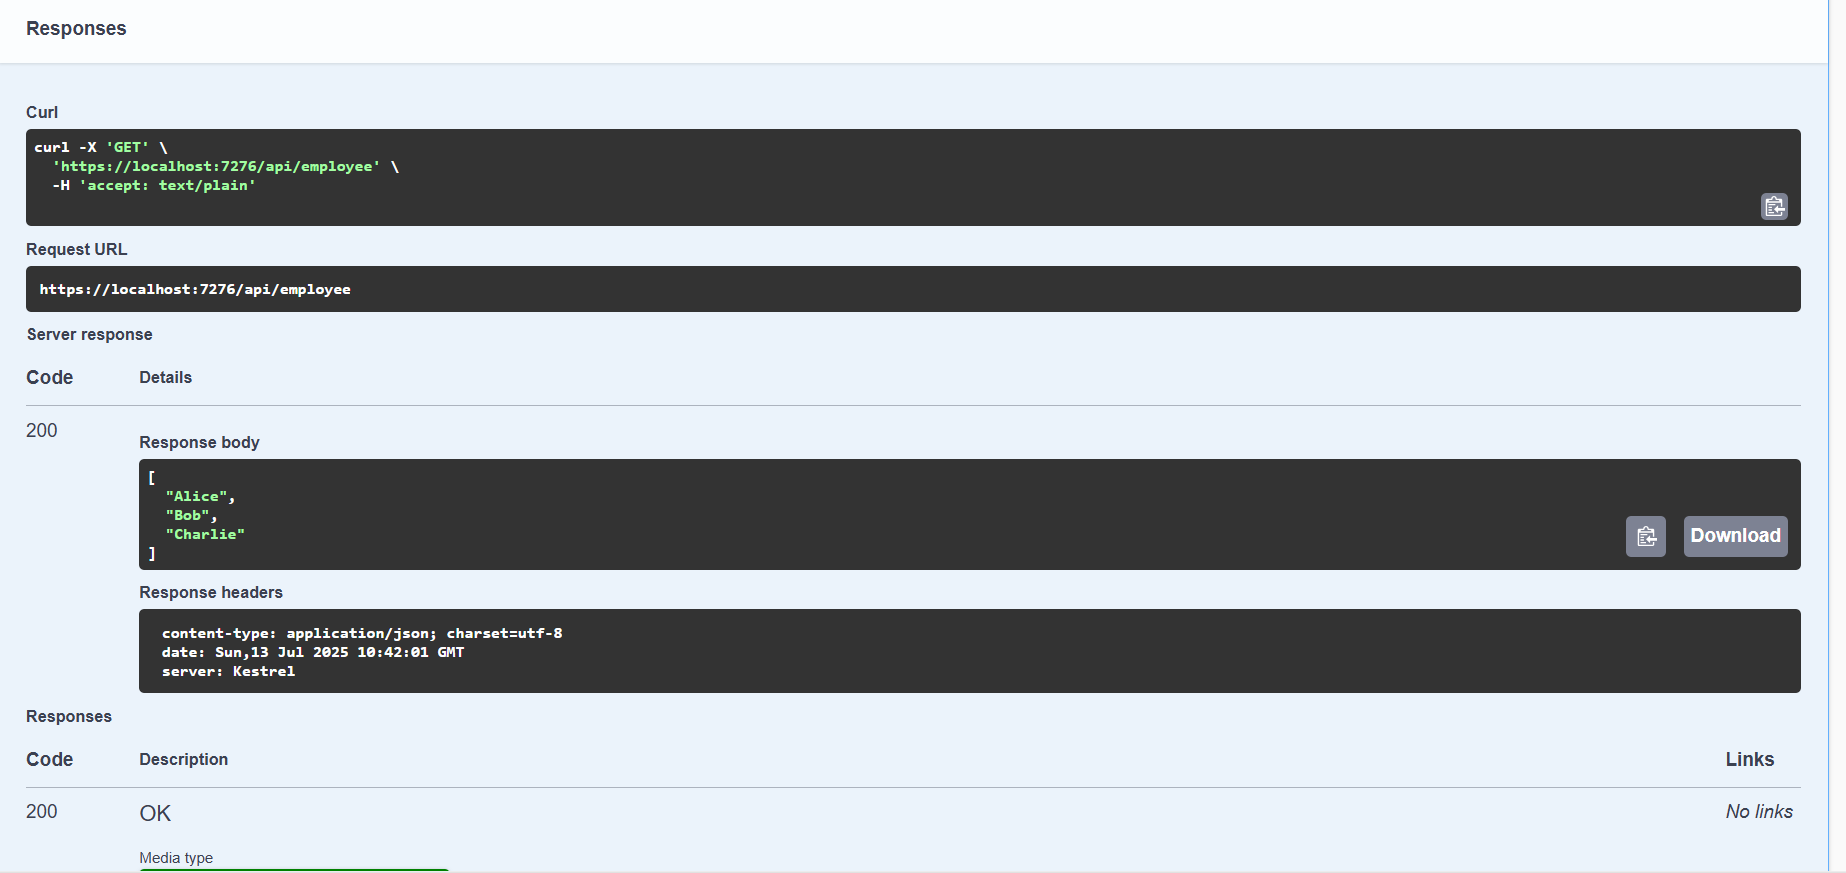 Responses
Curl
curl -X 'GET' \
  'https://localhost:7276/api/employee' \
  -H 'accept: text/plain'
Request URL
https://localhost:7276/api/employee
Server response
Code Details
200
Response body
[
  "Alice",
  "Bob",
  "Charlie"
]
Download
Response headers
content-type: application/json; charset=utf-8
date: Sun,13 Jul 2025 10:42:01 GMT
server: Kestrel
Responses
Code Description Links
200 OK No links
Media type